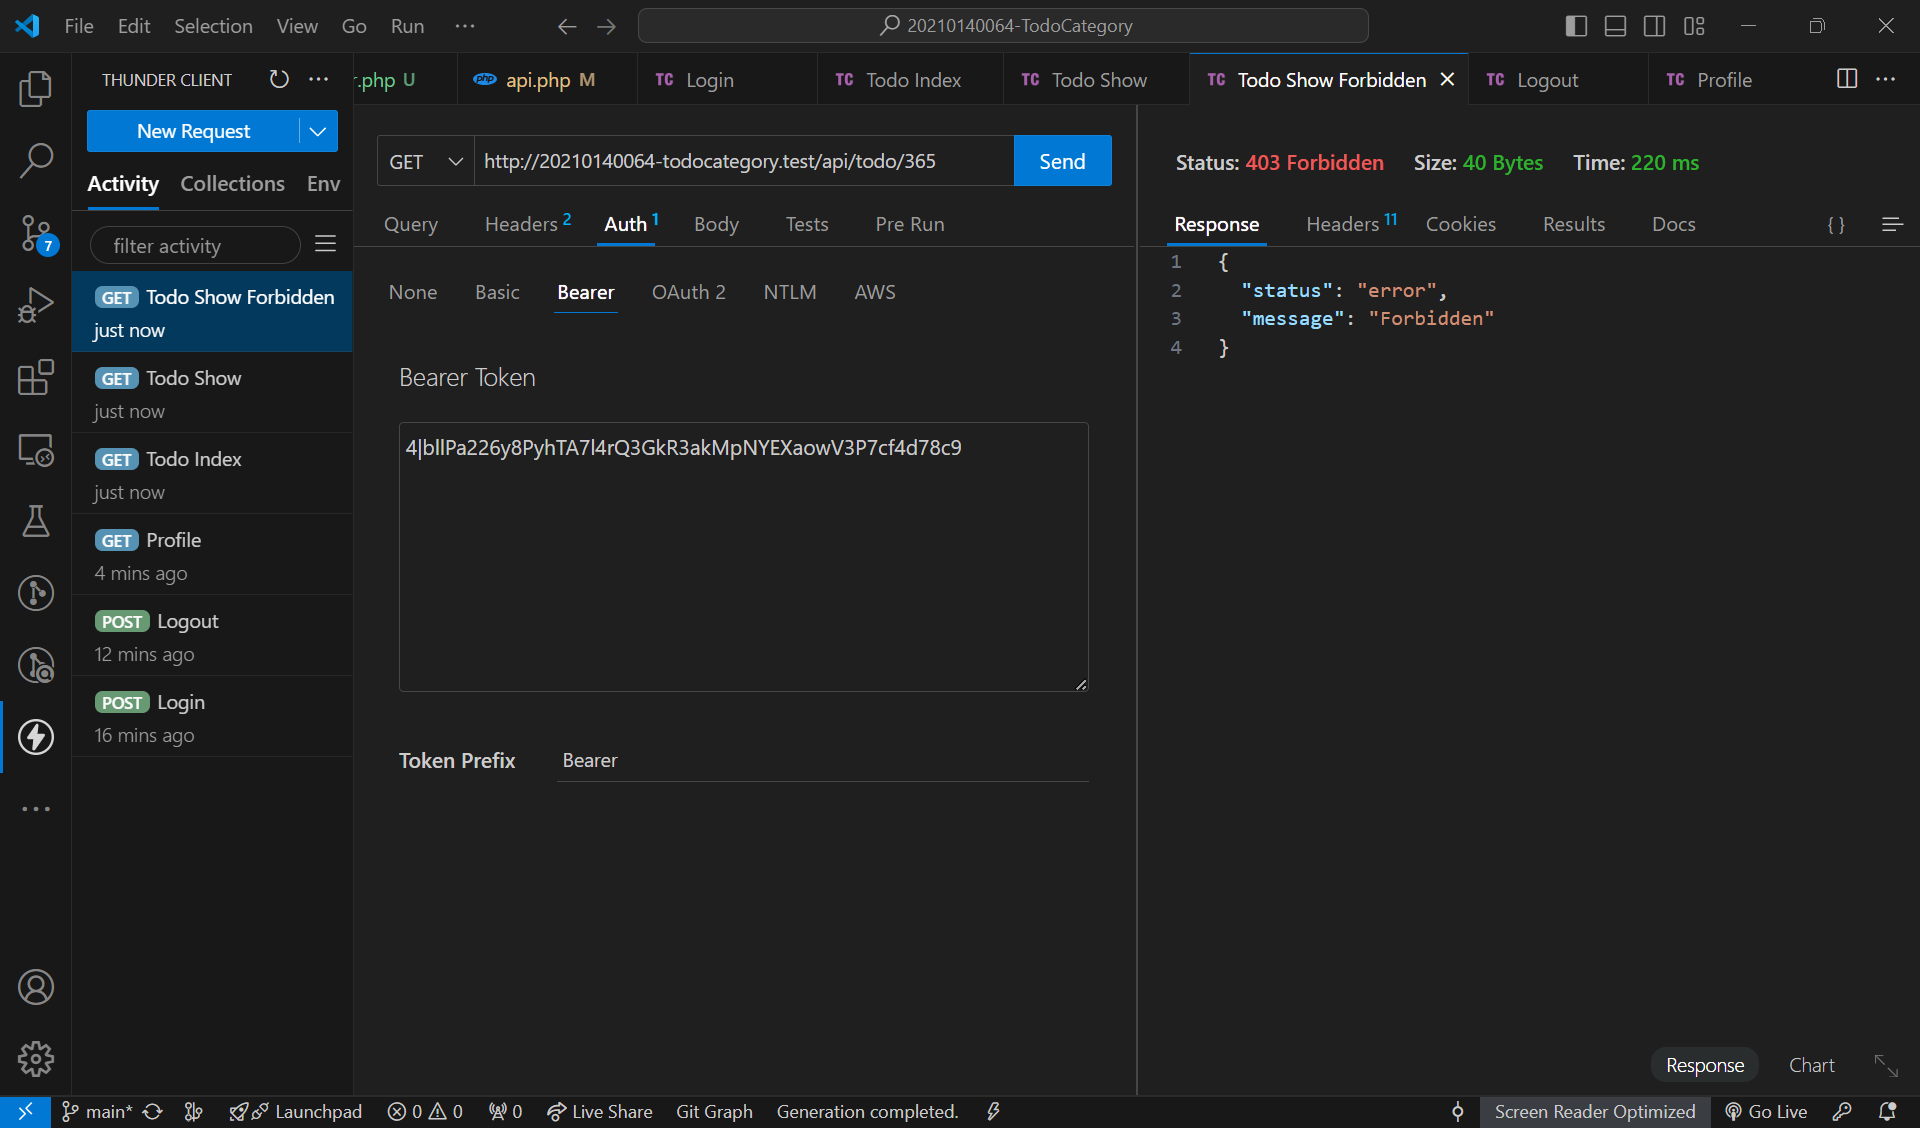 File Edit Selection View Go Run ···
20210140064-TodoCategory
THUNDER CLIENT
r.php U
api.php M
TC Login
TC Todo Index
TC Todo Show
TC Todo Show Forbidden
TC Logout
TC Profile
New Request
Activity Collections Env
filter activity
GET Todo Show Forbidden
just now
GET Todo Show
just now
GET Todo Index
just now
GET Profile
4 mins ago
POST Logout
12 mins ago
POST Login
16 mins ago
7
GET http://20210140064-todocategory.test/api/todo/365 Send
Query Headers 2 Auth 1 Body Tests Pre Run
None Basic Bearer OAuth 2 NTLM AWS
Bearer Token
4|bllPa226y8PyhTA7l4rQ3GkR3akMpNYEXaowV3P7cf4d78c9
Token Prefix Bearer
Status: 403 Forbidden Size: 40 Bytes Time: 220 ms
Response Headers 11 Cookies Results Docs { }
1 {
2 "status": "error",
3 "message": "Forbidden"
4 }
Response Chart
main* Launchpad 0 0 0 Live Share Git Graph Generation completed. Screen Reader Optimized Go Live